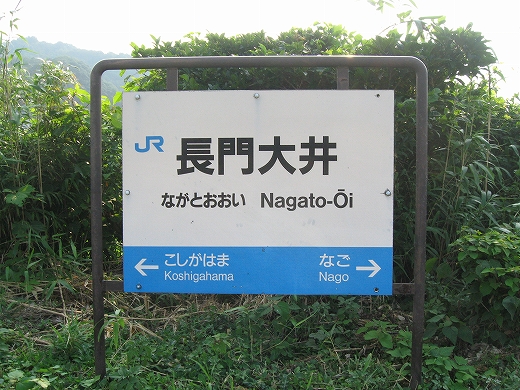 JR 長門大井
ながとおおい Nagato-Ōi
こしがはま なご
← Koshigahama Nago →